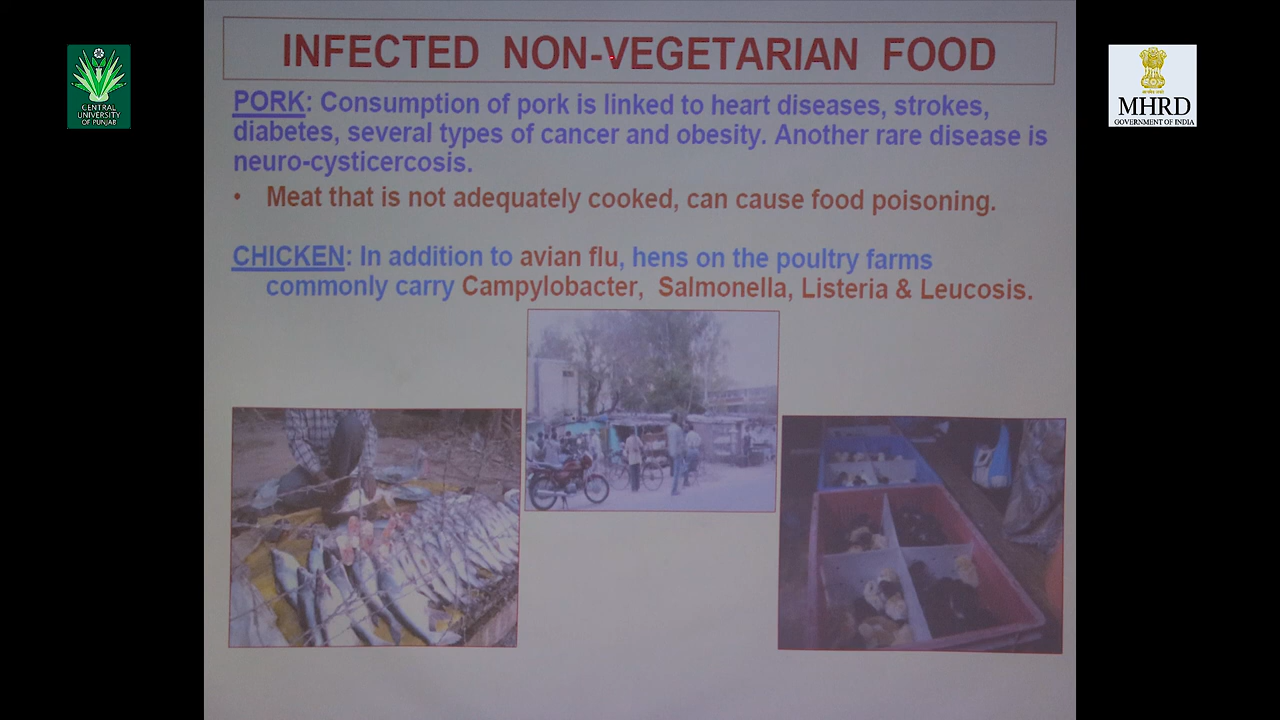 INFECTED NON-VEGETARIAN FOOD
PORK: Consumption of pork is linked to heart diseases, strokes,
diabetes, several types of cancer and obesity. Another rare disease is
neuro-cysticercosis.
• Meat that is not adequately cooked, can cause food poisoning.
CHICKEN: In addition to avian flu, hens on the poultry farms
commonly carry Campylobacter, Salmonella, Listeria & Leucosis.
CENTRAL
UNIVERSITY
OF PUNJAB
MHRD
GOVERNMENT OF INDIA